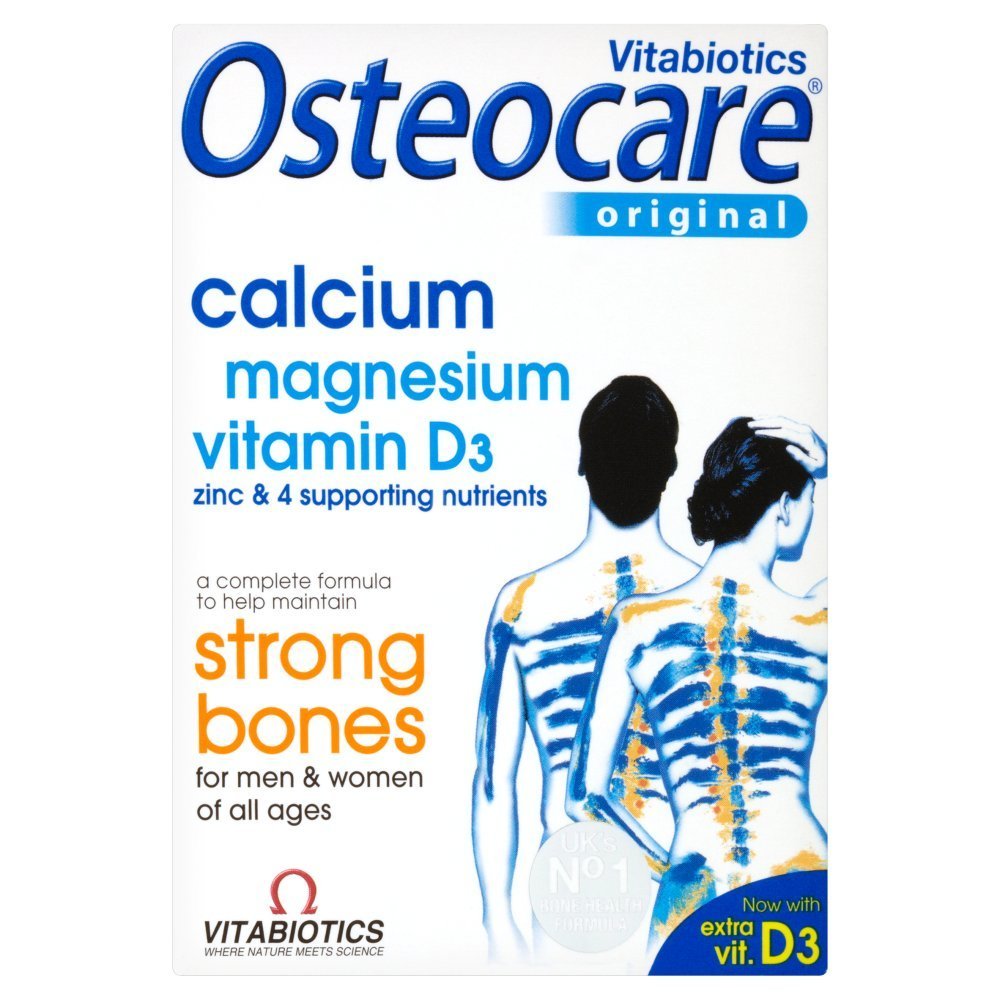 Vitabiotics
Osteocare®
original
calcium
magnesium
vitamin D3
zinc & 4 supporting nutrients
a complete formula
to help maintain
strong
bones
for men & women
of all ages
UK's
Nº1
BONE HEALTH
FORMULA
VITABIOTICS
WHERE NATURE MEETS SCIENCE
Now with
extra
vit. D3